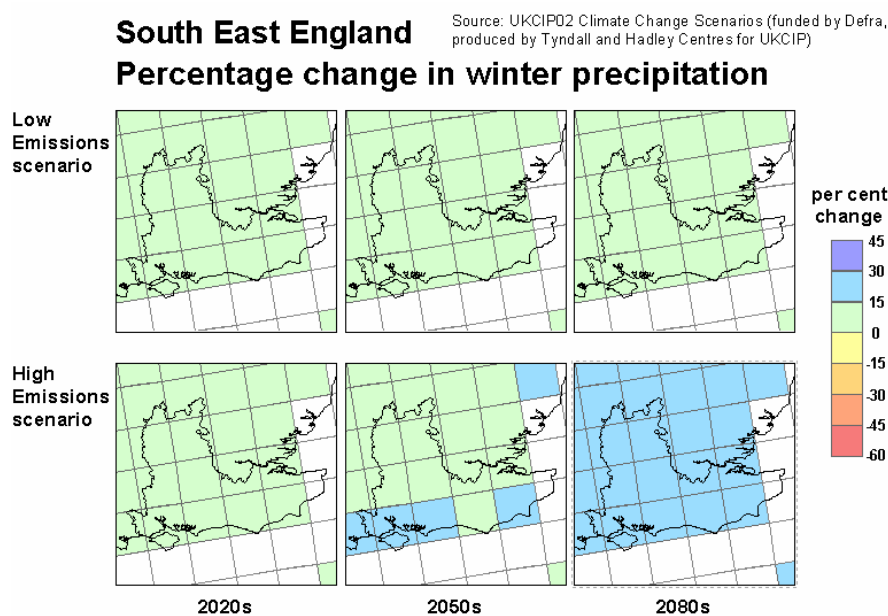 South East England
Source: UKCIP02 Climate Change Scenarios (funded by Defra,
produced by Tyndall and Hadley Centres for UKCIP)
Percentage change in winter precipitation
Low
Emissions
scenario
per cent
change
45
30
15
0
-15
-30
-45
-60
High
Emissions
scenario
2020s
2050s
2080s